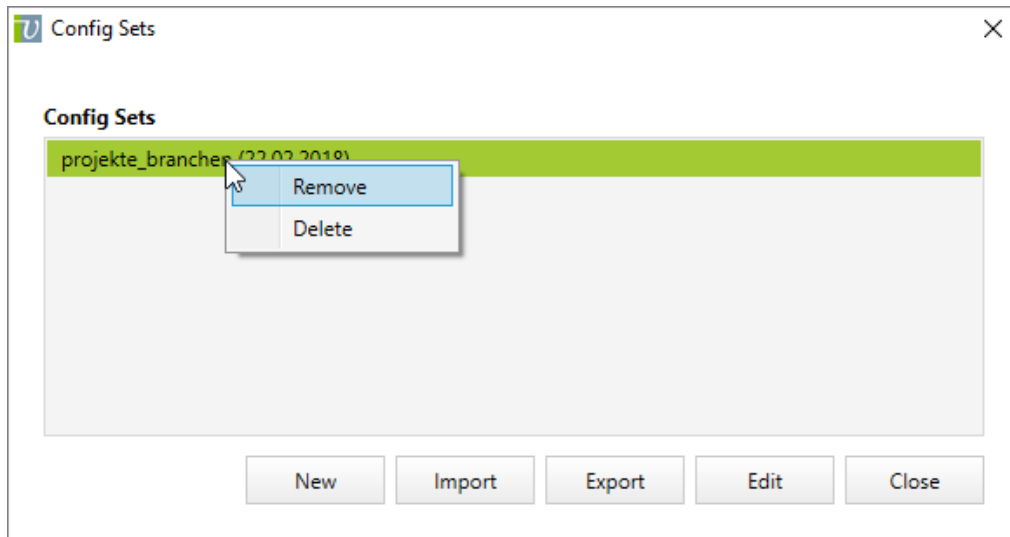 Config Sets
Config Sets
projekte_branchen (22.02.2018)
Remove
Delete
New
Import
Export
Edit
Close